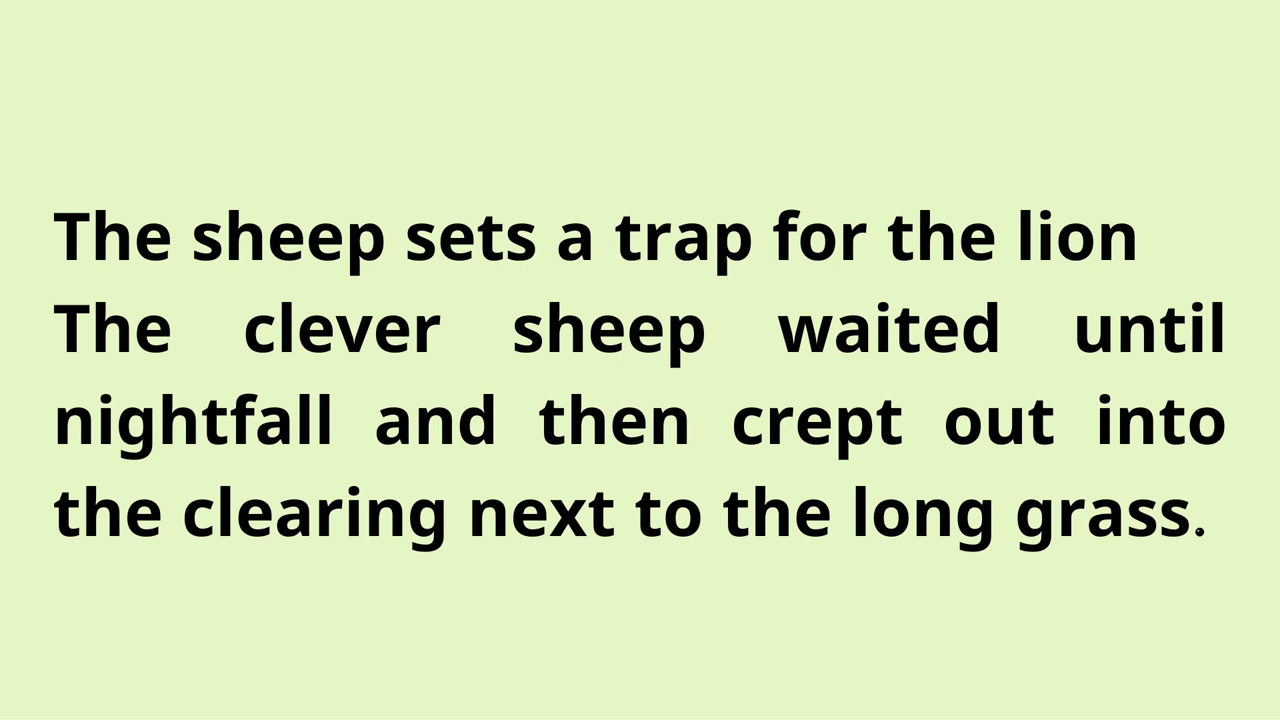 The sheep sets a trap for the lion
The clever sheep waited until
nightfall and then crept out into
the clearing next to the long grass.